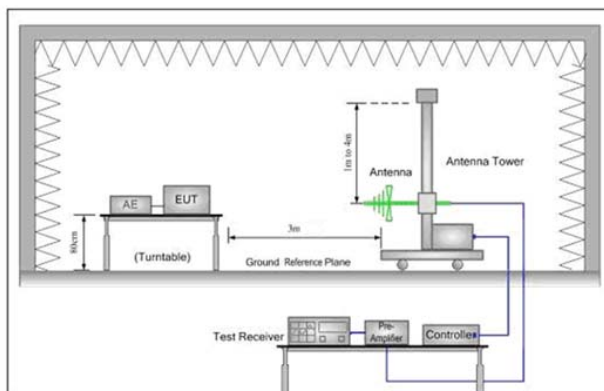 1m to 4m
Antenna
Antenna Tower
AE
EUT
80cm
(Turntable)
3m
Ground Reference Plane
Test Receiver
Pre-
Amplifier
Controller